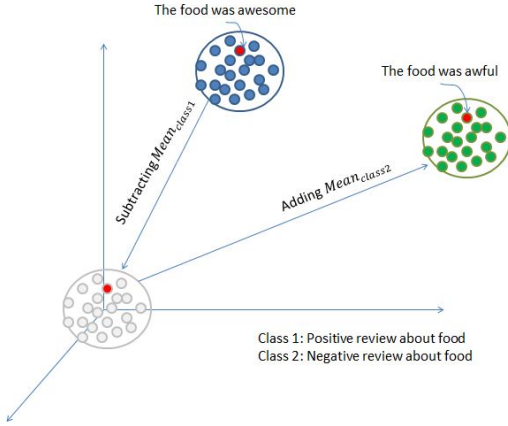 The food was awesome
The food was awful
Subtracting Mean_class1
Adding Mean_class2
Class 1: Positive review about food
Class 2: Negative review about food